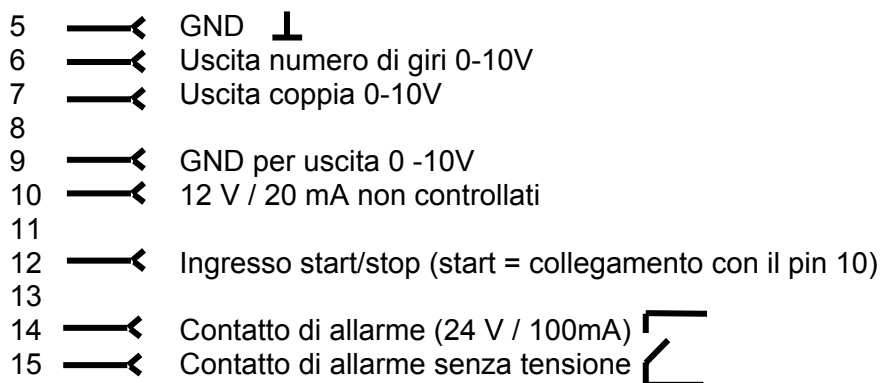 5 GND
6 Uscita numero di giri 0-10V
7 Uscita coppia 0-10V
8
9 GND per uscita 0 -10V
10 12 V / 20 mA non controllati
11
12 Ingresso start/stop (start = collegamento con il pin 10)
13
14 Contatto di allarme (24 V / 100mA)
15 Contatto di allarme senza tensione